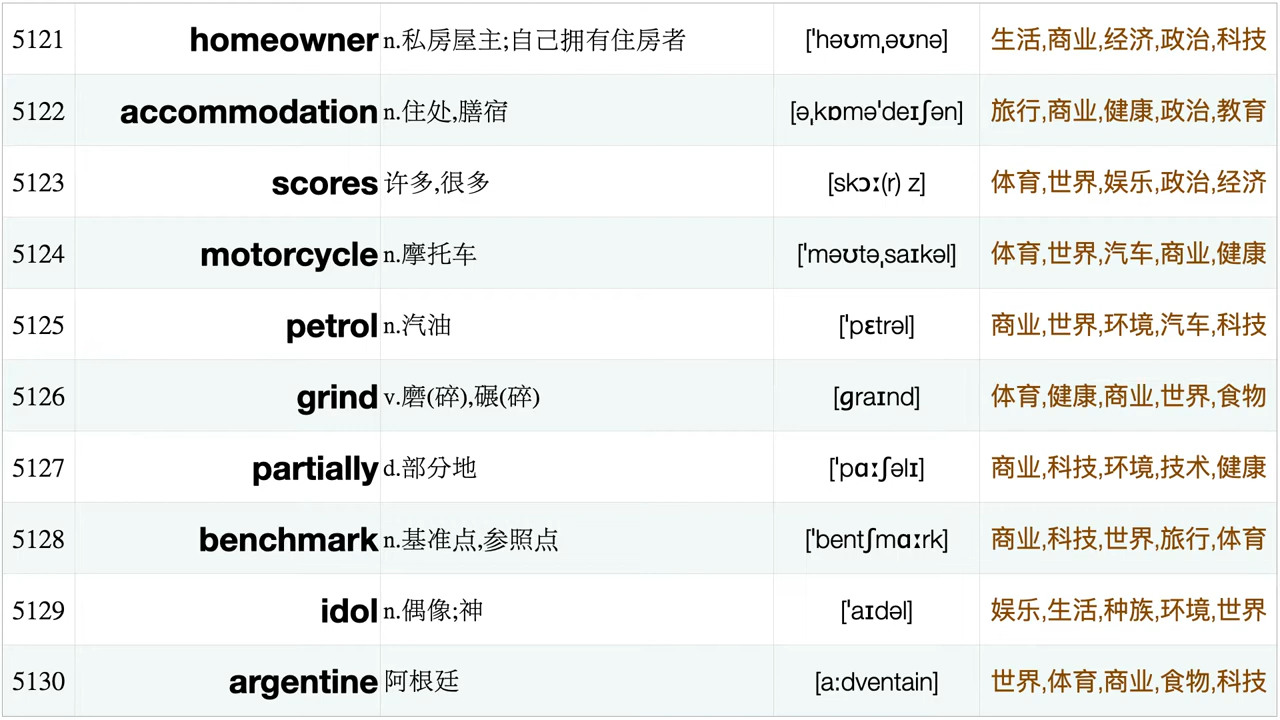 5121 homeowner n.私房屋主;自己拥有住房者 [ˈhəʊmˌəʊnə] 生活,商业,经济,政治,科技
5122 accommodation n.住处,膳宿 [əˌkɒməˈdeɪʃən] 旅行,商业,健康,政治,教育
5123 scores 许多,很多 [skɔː(r) z] 体育,世界,娱乐,政治,经济
5124 motorcycle n.摩托车 [ˈməʊtəˌsaɪkəl] 体育,世界,汽车,商业,健康
5125 petrol n.汽油 [ˈpɛtrəl] 商业,世界,环境,汽车,科技
5126 grind v.磨(碎),碾(碎) [ɡraɪnd] 体育,健康,商业,世界,食物
5127 partially d.部分地 [ˈpɑːʃəlɪ] 商业,科技,环境,技术,健康
5128 benchmark n.基准点,参照点 [ˈbentʃmɑːrk] 商业,科技,世界,旅行,体育
5129 idol n.偶像;神 [ˈaɪdəl] 娱乐,生活,种族,环境,世界
5130 argentine 阿根廷 [a:dventain] 世界,体育,商业,食物,科技